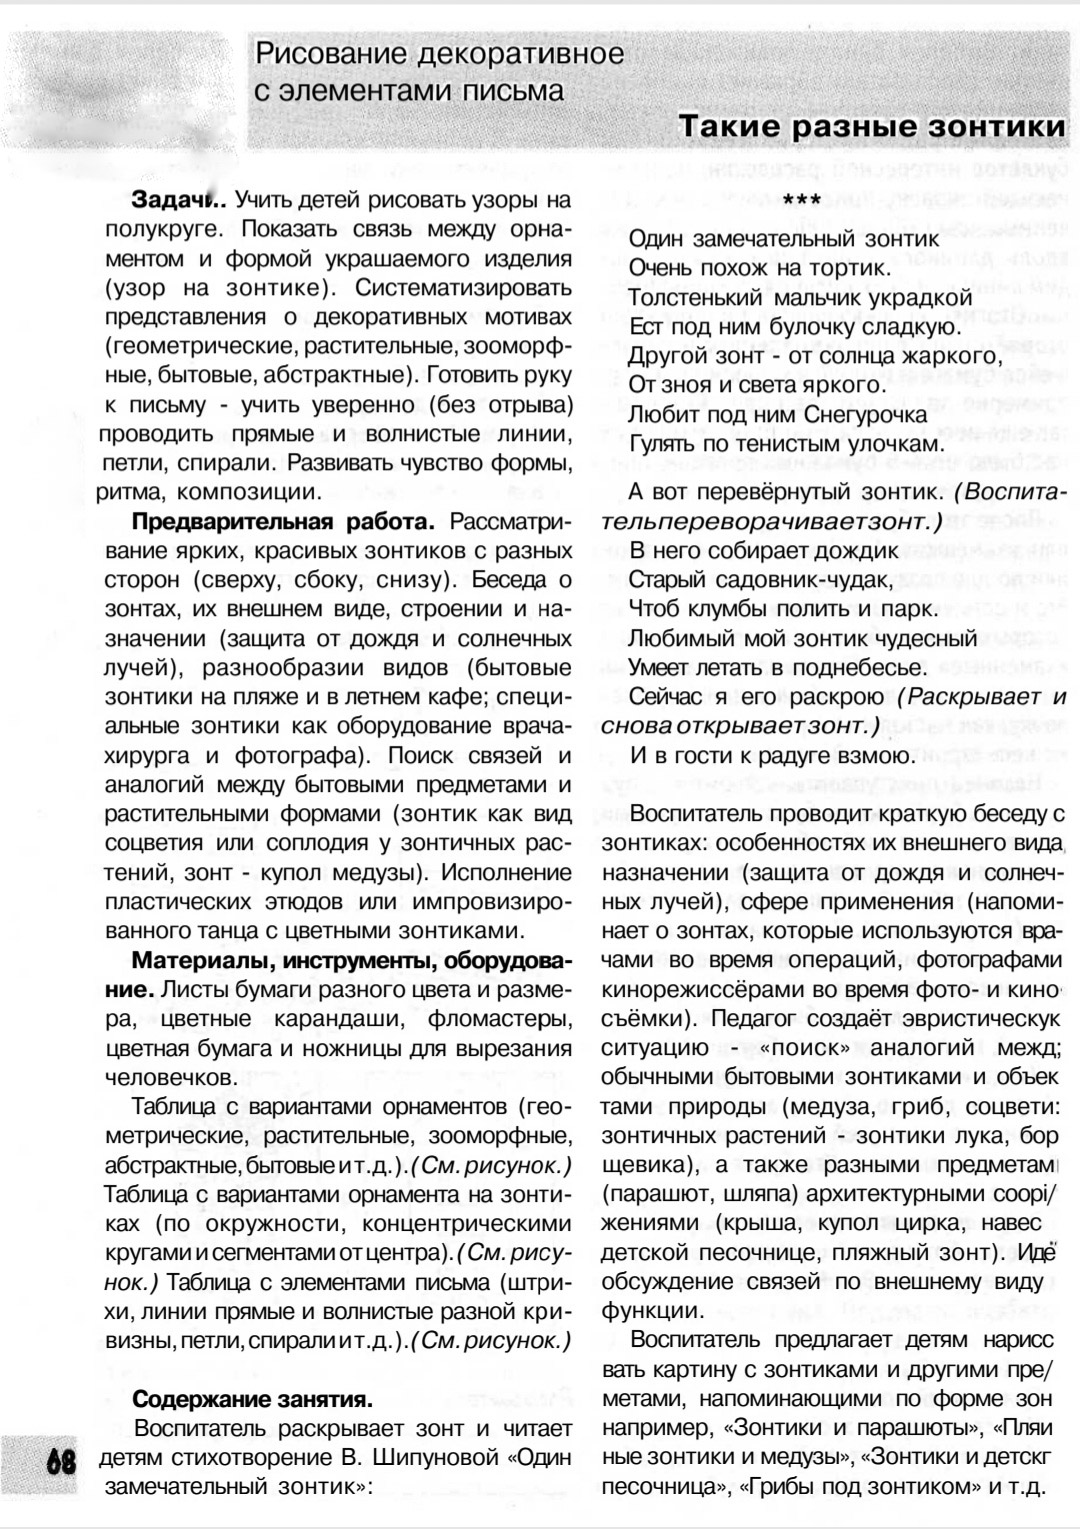 Рисование декоративное
с элементами письма
Такие разные зонтики
Задачи. Учить детей рисовать узоры на
полукруге. Показать связь между орна-
ментом и формой украшаемого изделия
(узор на зонтике). Систематизировать
представления о декоративных мотивах
(геометрические, растительные, зооморф-
ные, бытовые, абстрактные). Готовить руку
к письму - учить уверенно (без отрыва)
проводить прямые и волнистые линии,
петли, спирали. Развивать чувство формы,
ритма, композиции.
Предварительная работа. Рассматри-
вание ярких, красивых зонтиков с разных
сторон (сверху, сбоку, снизу). Беседа о
зонтах, их внешнем виде, строении и на-
значении (защита от дождя и солнечных
лучей), разнообразии видов (бытовые
зонтики на пляже и в летнем кафе; специ-
альные зонтики как оборудование врача-
хирурга и фотографа). Поиск связей и
аналогий между бытовыми предметами и
растительными формами (зонтик как вид
соцветия или соплодия у зонтичных рас-
тений, зонт - купол медузы). Исполнение
пластических этюдов или импровизиро-
ванного танца с цветными зонтиками.
Материалы, инструменты, оборудова-
ние. Листы бумаги разного цвета и разме-
ра, цветные карандаши, фломастеры,
цветная бумага и ножницы для вырезания
человечков.
Таблица с вариантами орнаментов (гео-
метрические, растительные, зооморфные,
абстрактные, бытовые и т.д.). (См. рисунок.)
Таблица с вариантами орнамента на зонти-
ках (по окружности, концентрическими
кругами и сегментами от центра). (См. рису-
нок.) Таблица с элементами письма (штри-
хи, линии прямые и волнистые разной кри-
визны, петли, спирали и т.д.). (См. рисунок.)
Содержание занятия.
Воспитатель раскрывает зонт и читает
детям стихотворение В. Шипуновой «Один
замечательный зонтик»:
68
***
Один замечательный зонтик
Очень похож на тортик.
Толстенький мальчик украдкой
Ест под ним булочку сладкую.
Другой зонт - от солнца жаркого,
От зноя и света яркого.
Любит под ним Снегурочка
Гулять по тенистым улочкам.
А вот перевёрнутый зонтик. (Воспита-
тель переворачивает зонт.)
В него собирает дождик
Старый садовник-чудак,
Чтоб клумбы полить и парк.
Любимый мой зонтик чудесный
Умеет летать в поднебесье.
Сейчас я его раскрою (Раскрывает и
снова открывает зонт.)
И в гости к радуге взмою.
Воспитатель проводит краткую беседу с
зонтиках: особенностях их внешнего вида,
назначении (защита от дождя и солнеч-
ных лучей), сфере применения (напоми-
нает о зонтах, которые используются вра-
чами во время операций, фотографами
кинорежиссёрами во время фото- и кино
съёмки). Педагог создаёт эвристическук
ситуацию - «поиск» аналогий межд;
обычными бытовыми зонтиками и объек
тами природы (медуза, гриб, соцвети:
зонтичных растений - зонтики лука, бор
щевика), а также разными предметам
(парашют, шляпа) архитектурными соору
жениями (крыша, купол цирка, навес
детской песочнице, пляжный зонт). Идё
обсуждение связей по внешнему виду
функции.
Воспитатель предлагает детям нарисс
вать картину с зонтиками и другими пре/
метами, напоминающими по форме зон
например, «Зонтики и парашюты», «Пляи
ные зонтики и медузы», «Зонтики и детскг
песочница», «Грибы под зонтиком» и т.д.